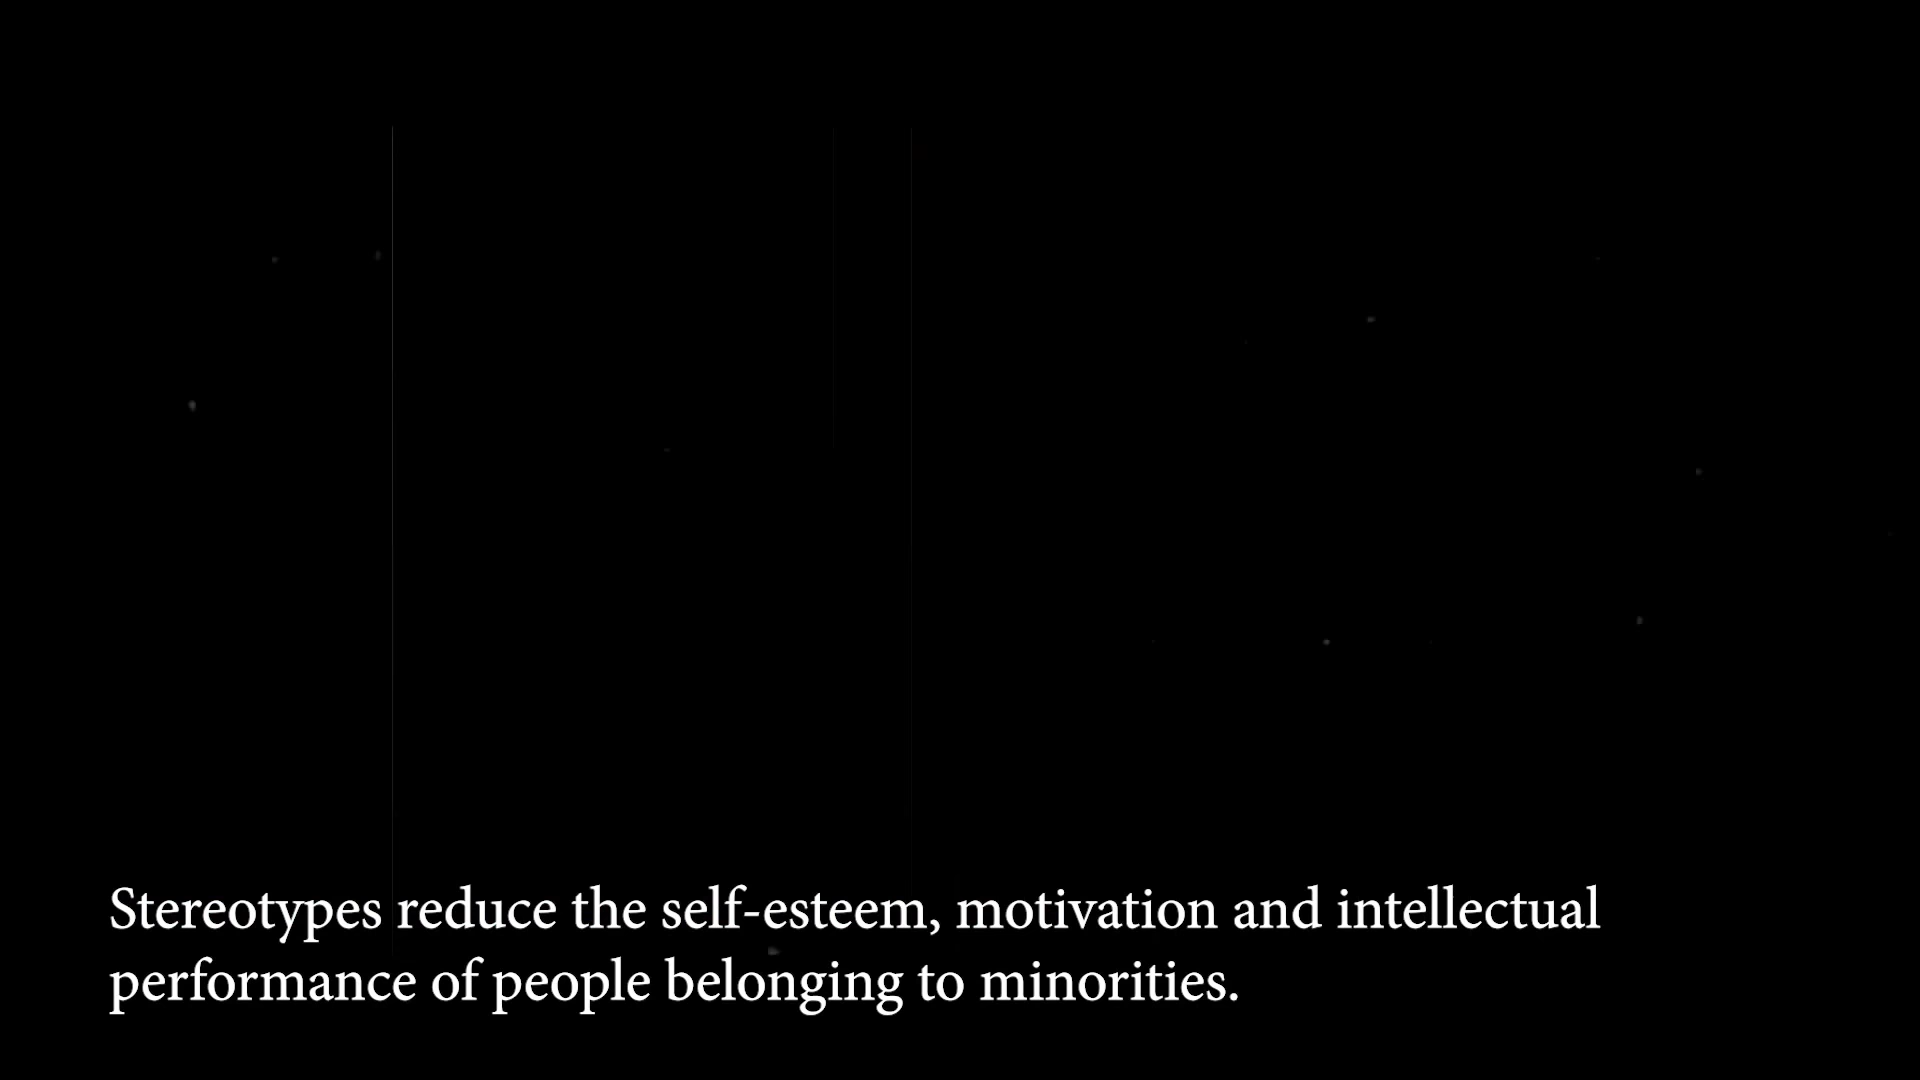 Stereotypes reduce the self-esteem, motivation and intellectual
performance of people belonging to minorities.